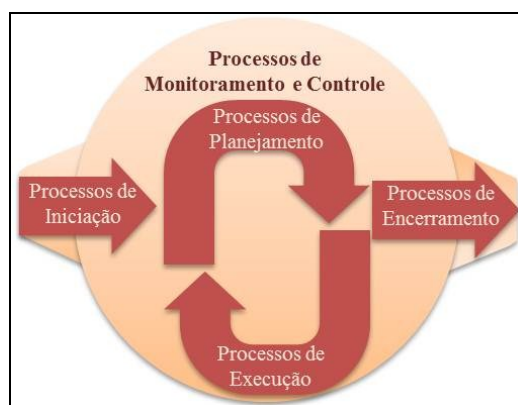 Processos de
Monitoramento e Controle
Processos de
Planejamento
Processos de
Iniciação
Processos de
Encerramento
Processos de
Execução